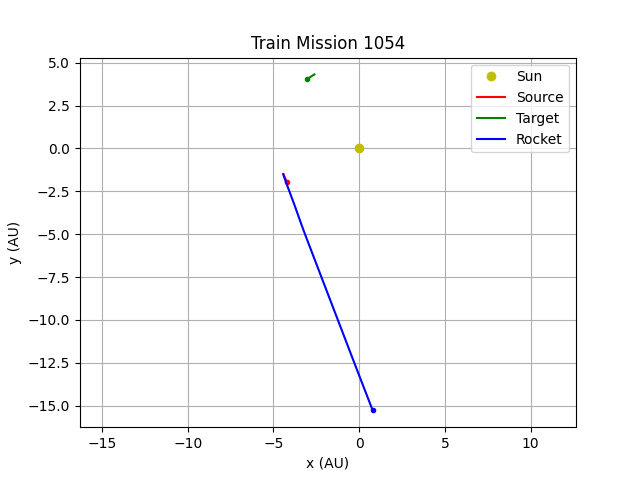 Train Mission 1054
Sun
Source
Target
Rocket
5.0
2.5
0.0
−2.5
−5.0
−7.5
−10.0
−12.5
−15.0
y (AU)
−15
−10
−5
0
5
10
x (AU)